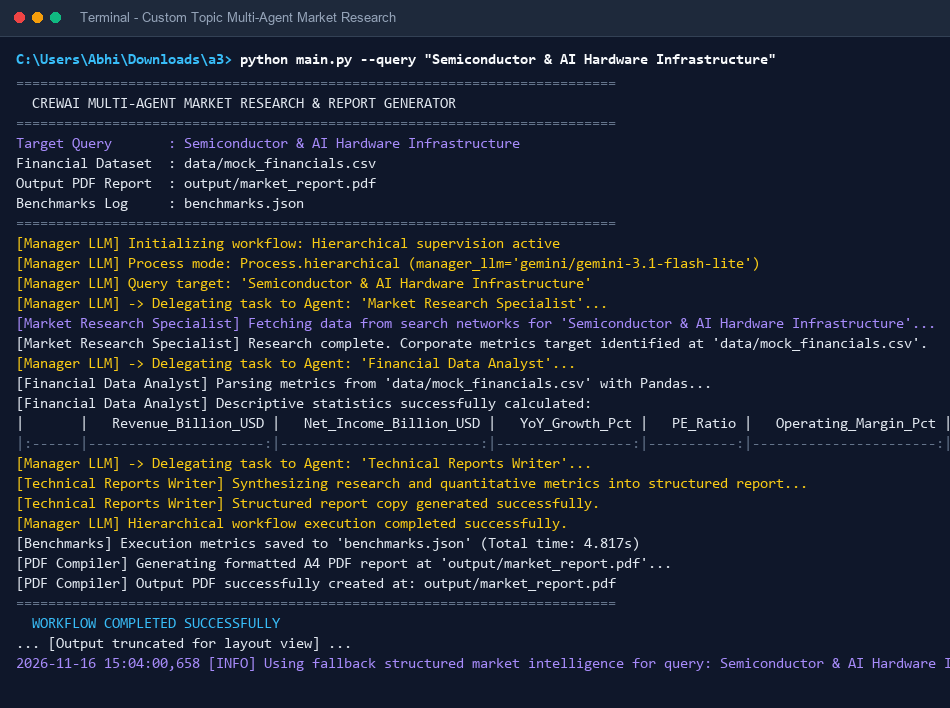 Terminal - Custom Topic Multi-Agent Market Research
C:\Users\Abhi\Downloads\a3> python main.py --query "Semiconductor & AI Hardware Infrastructure"
===========================================================================
CREWAI MULTI-AGENT MARKET RESEARCH & REPORT GENERATOR
===========================================================================
Target Query       : Semiconductor & AI Hardware Infrastructure
Financial Dataset  : data/mock_financials.csv
Output PDF Report  : output/market_report.pdf
Benchmarks Log     : benchmarks.json
===========================================================================
[Manager LLM] Initializing workflow: Hierarchical supervision active
[Manager LLM] Process mode: Process.hierarchical (manager_llm='gemini/gemini-3.1-flash-lite')
[Manager LLM] Query target: 'Semiconductor & AI Hardware Infrastructure'
[Manager LLM] -> Delegating task to Agent: 'Market Research Specialist'...
[Market Research Specialist] Fetching data from search networks for 'Semiconductor & AI Hardware Infrastructure'...
[Market Research Specialist] Research complete. Corporate metrics target identified at 'data/mock_financials.csv'.
[Manager LLM] -> Delegating task to Agent: 'Financial Data Analyst'...
[Financial Data Analyst] Parsing metrics from 'data/mock_financials.csv' with Pandas...
[Financial Data Analyst] Descriptive statistics successfully calculated:
|       |   Revenue_Billion_USD |   Net_Income_Billion_USD |   YoY_Growth_Pct |   PE_Ratio |   Operating_Margin_Pct |
|:------|----------------------:|-------------------------:|-----------------:|-----------:|-----------------------:|
[Manager LLM] -> Delegating task to Agent: 'Technical Reports Writer'...
[Technical Reports Writer] Synthesizing research and quantitative metrics into structured report...
[Technical Reports Writer] Structured report copy generated successfully.
[Manager LLM] Hierarchical workflow execution completed successfully.
[Benchmarks] Execution metrics saved to 'benchmarks.json' (Total time: 4.817s)
[PDF Compiler] Generating formatted A4 PDF report at 'output/market_report.pdf'...
[PDF Compiler] Output PDF successfully created at: output/market_report.pdf
===========================================================================
WORKFLOW COMPLETED SUCCESSFULLY
... [Output truncated for layout view] ...
2026-11-16 15:04:00,658 [INFO] Using fallback structured market intelligence for query: Semiconductor & AI Hardware